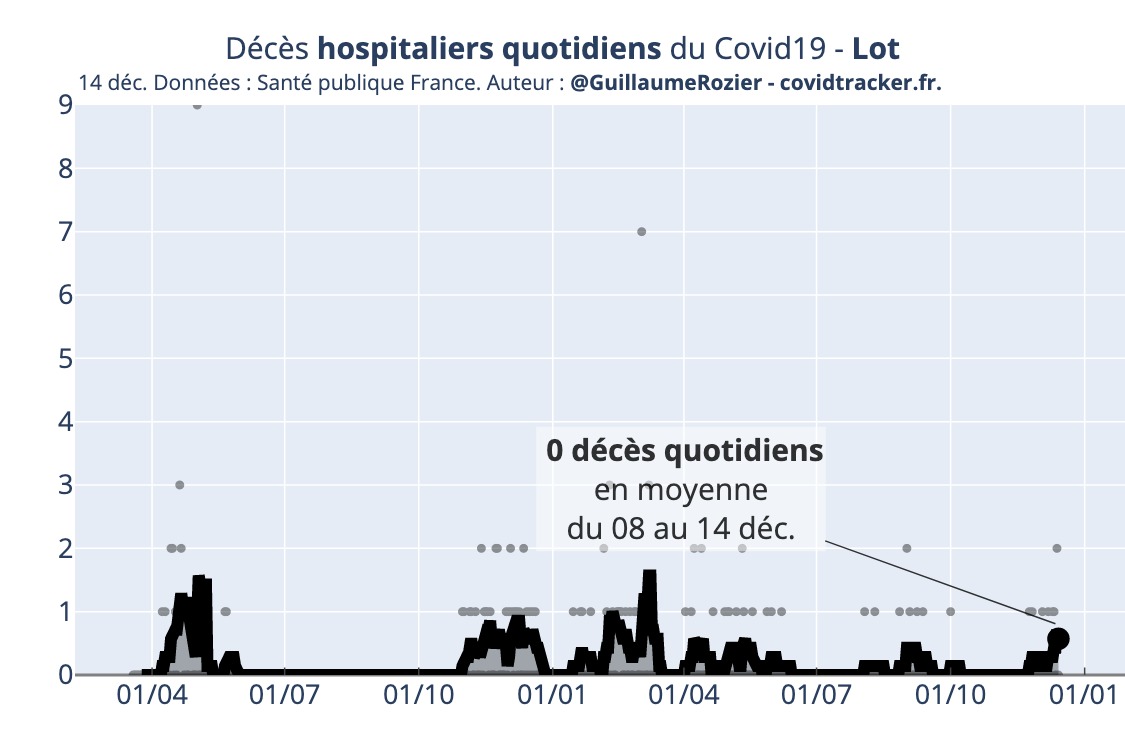 Décès hospitaliers quotidiens du Covid19 - Lot
14 déc. Données : Santé publique France. Auteur : @GuillaumeRozier - covidtracker.fr.
9
8
7
6
5
4
3
2
1
0
0 décès quotidiens
en moyenne
du 08 au 14 déc.
01/04 01/07 01/10 01/01 01/04 01/07 01/10 01/01